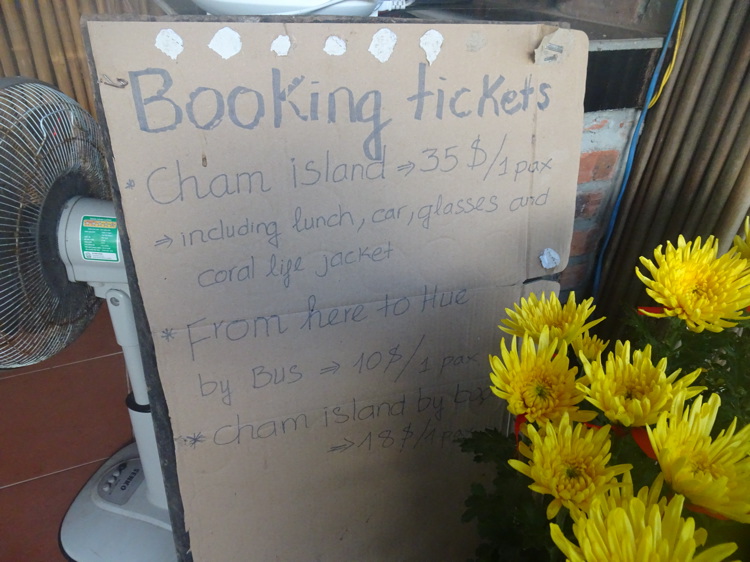 Booking tickets
* Cham island ⇒ 35 $/1 pax
⇒ including lunch, car, glasses and
coral life jacket
* From here to Hue
by Bus ⇒ 10$/1 pax
* Cham island by
⇒ 18$/1 pax